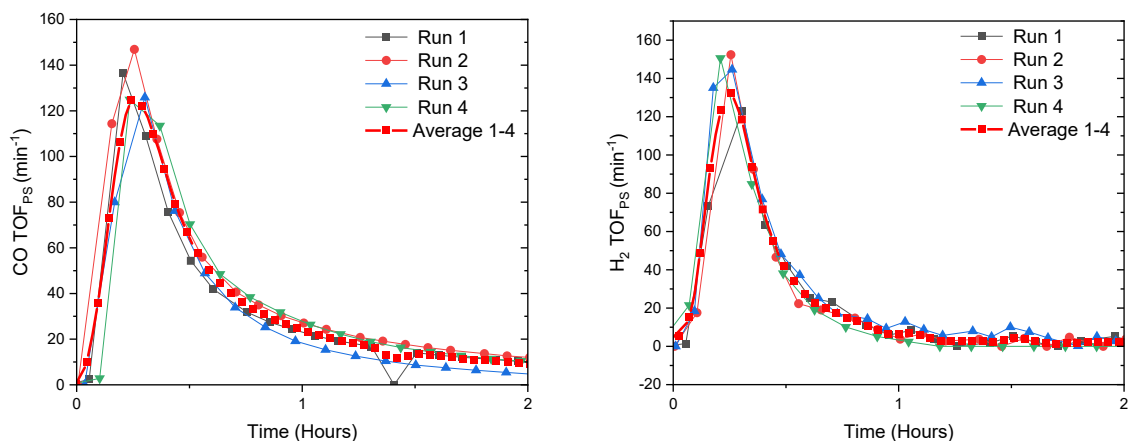 160
140
120
100
80
60
40
20
0
CO TOF_PS (min⁻¹)
0
1
2
Time (Hours)
Run 1
Run 2
Run 3
Run 4
Average 1-4
160
140
120
100
80
60
40
20
0
-20
H₂ TOF_PS (min⁻¹)
0
1
2
Time (Hours)
Run 1
Run 2
Run 3
Run 4
Average 1-4